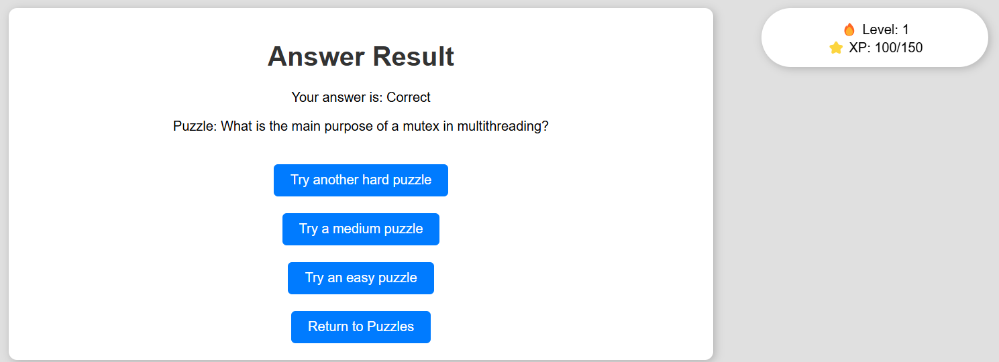 Answer Result
Your answer is: Correct
Puzzle: What is the main purpose of a mutex in multithreading?
Try another hard puzzle
Try a medium puzzle
Try an easy puzzle
Return to Puzzles
Level: 1
XP: 100/150